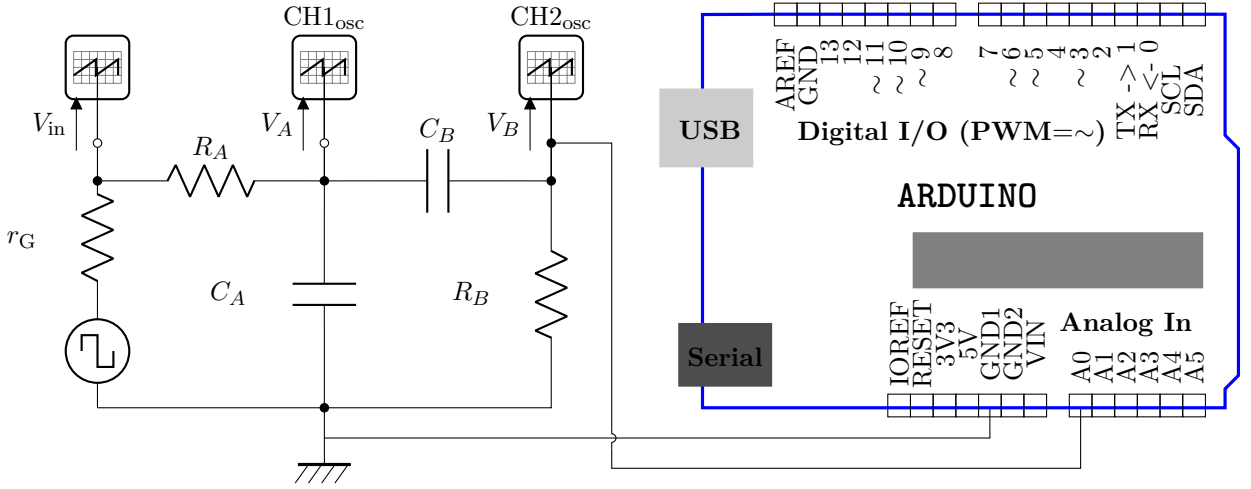 CH1osc
CH2osc
Vin
VA
VB
RA
CB
rG
CA
RB
AREF
GND
13
12
~ 11
~ 10
~ 9
8
7
~ 6
~ 5
4
~ 3
2
TX -> 1
RX <- 0
SCL
SDA
USB
Digital I/O (PWM=~)
ARDUINO
Serial
Analog In
IOREF
RESET
3V3
5V
GND1
GND2
VIN
A0
A1
A2
A3
A4
A5